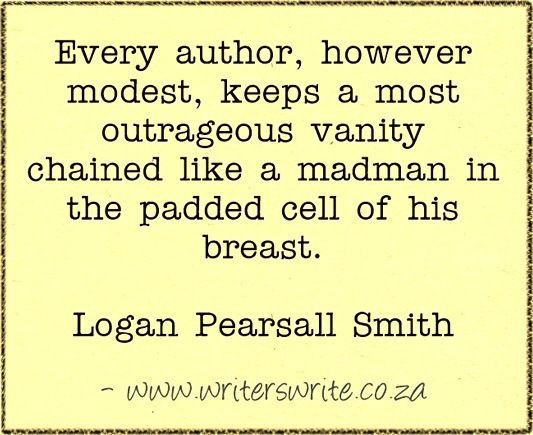 Every author, however
modest, keeps a most
outrageous vanity
chained like a madman in
the padded cell of his
breast.
Logan Pearsall Smith
- www.writerswrite.co.za